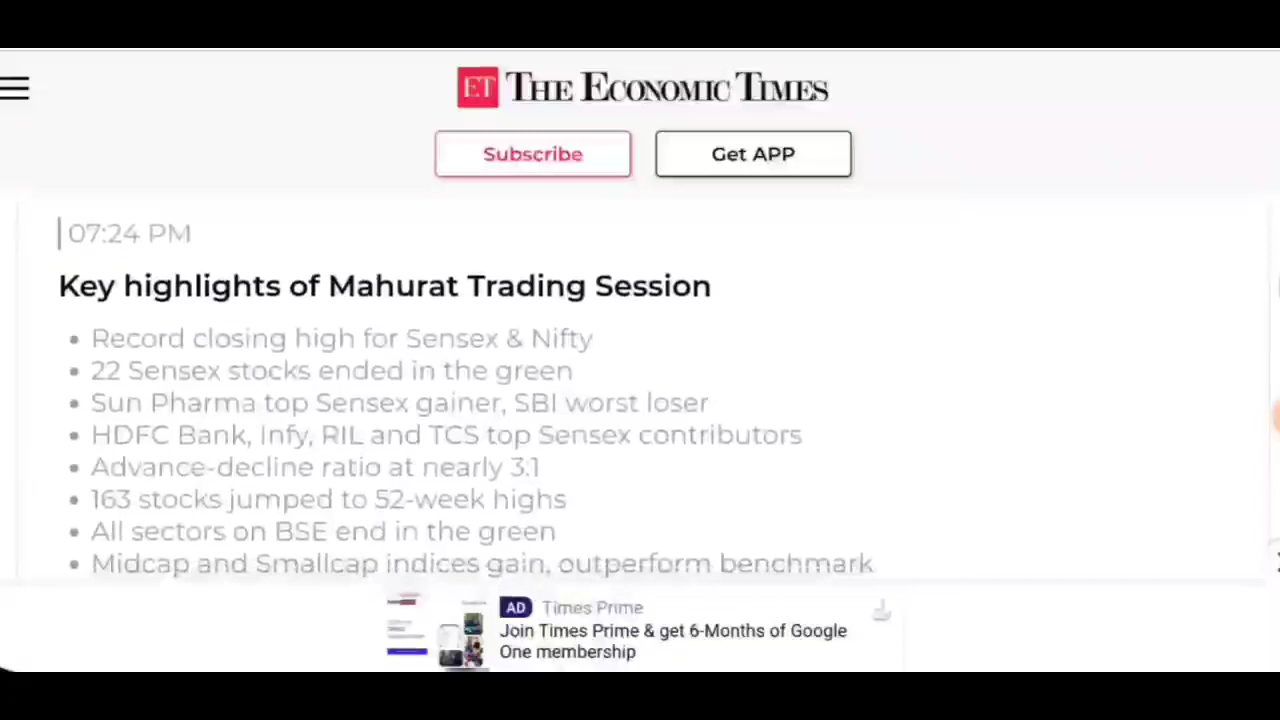 ET THE ECONOMIC TIMES
Subscribe
Get APP
07:24 PM
Key highlights of Mahurat Trading Session
Record closing high for Sensex & Nifty
22 Sensex stocks ended in the green
Sun Pharma top Sensex gainer, SBI worst loser
HDFC Bank, Infy, RIL and TCS top Sensex contributors
Advance-decline ratio at nearly 3:1
163 stocks jumped to 52-week highs
All sectors on BSE end in the green
Midcap and Smallcap indices gain, outperform benchmark
AD Times Prime
Join Times Prime & get 6-Months of Google
One membership